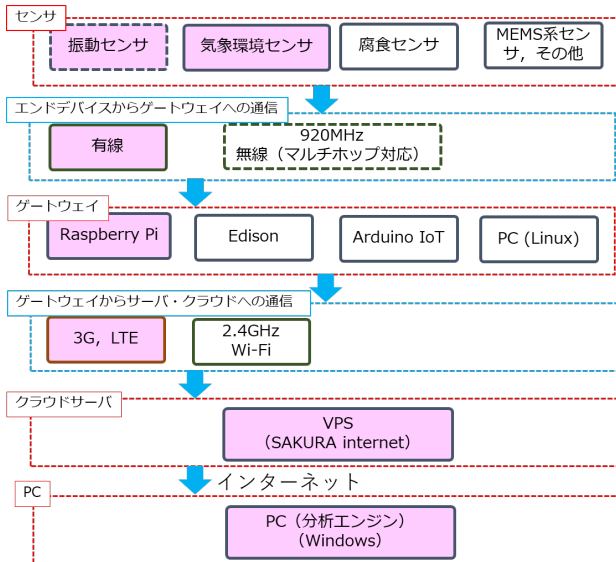 センサ
振動センサ
気象環境センサ
腐食センサ
MEMS系セン
サ，その他
エンドデバイスからゲートウェイへの通信
有線
920MHz
無線（マルチホップ対応）
ゲートウェイ
Raspberry Pi
Edison
Arduino IoT
PC (Linux)
ゲートウェイからサーバ・クラウドへの通信
3G，LTE
2.4GHz
Wi-Fi
クラウドサーバ
VPS
（SAKURA internet）
インターネット
PC
PC（分析エンジン）
（Windows）